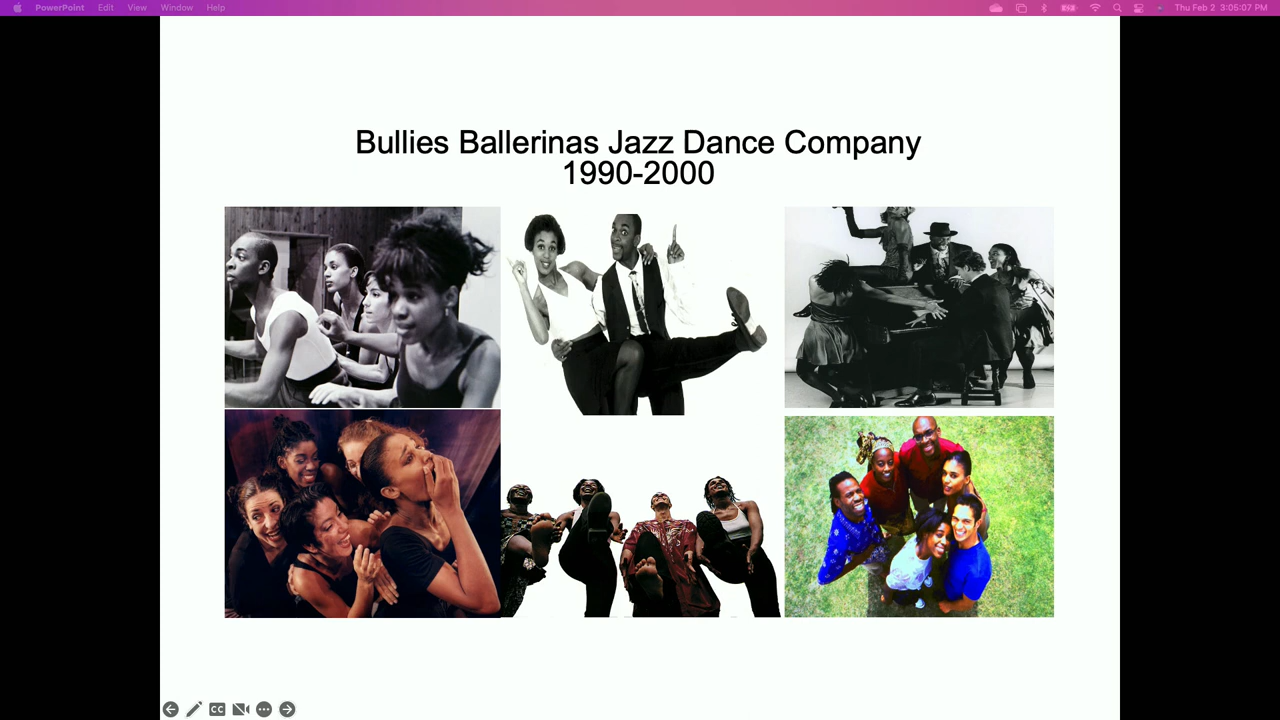 PowerPoint Edit View Window Help Thu Feb 2 3:05:07 PM
Bullies Ballerinas Jazz Dance Company
1990-2000
CC